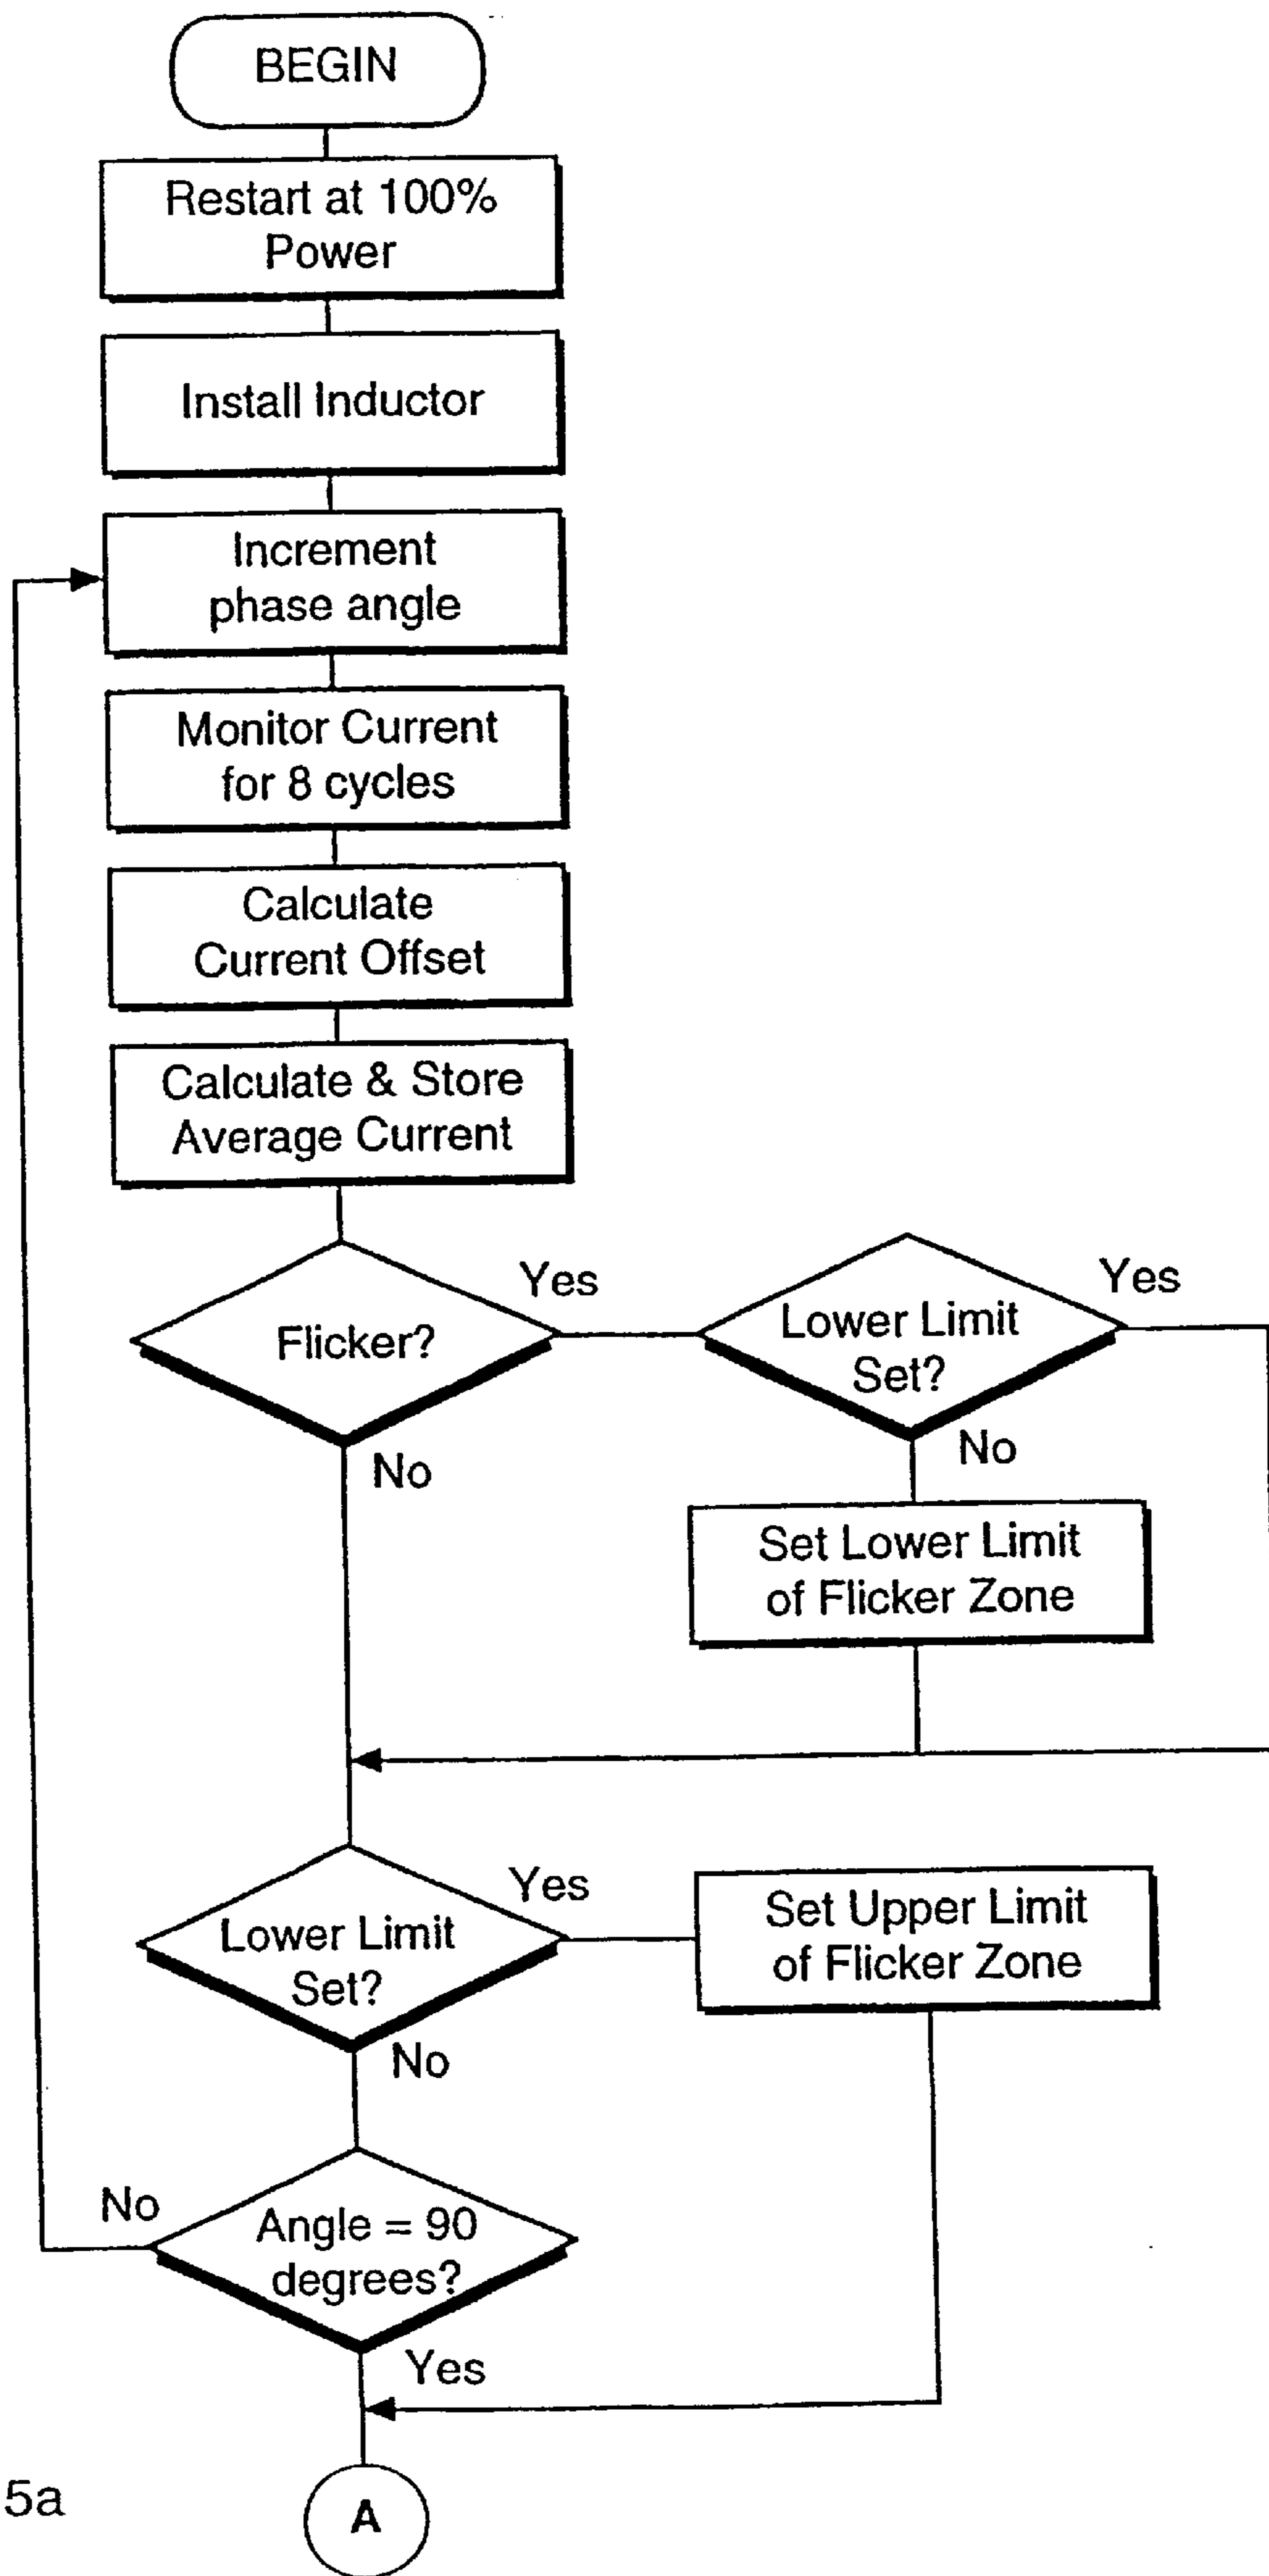 BEGIN
Restart at 100%
Power
Install Inductor
Increment
phase angle
Monitor Current
for 8 cycles
Calculate
Current Offset
Calculate & Store
Average Current
Flicker?
Yes
No
Lower Limit
Set?
Yes
No
Set Lower Limit
of Flicker Zone
Lower Limit
Set?
Yes
No
Set Upper Limit
of Flicker Zone
Angle = 90
degrees?
No
Yes
A
5a